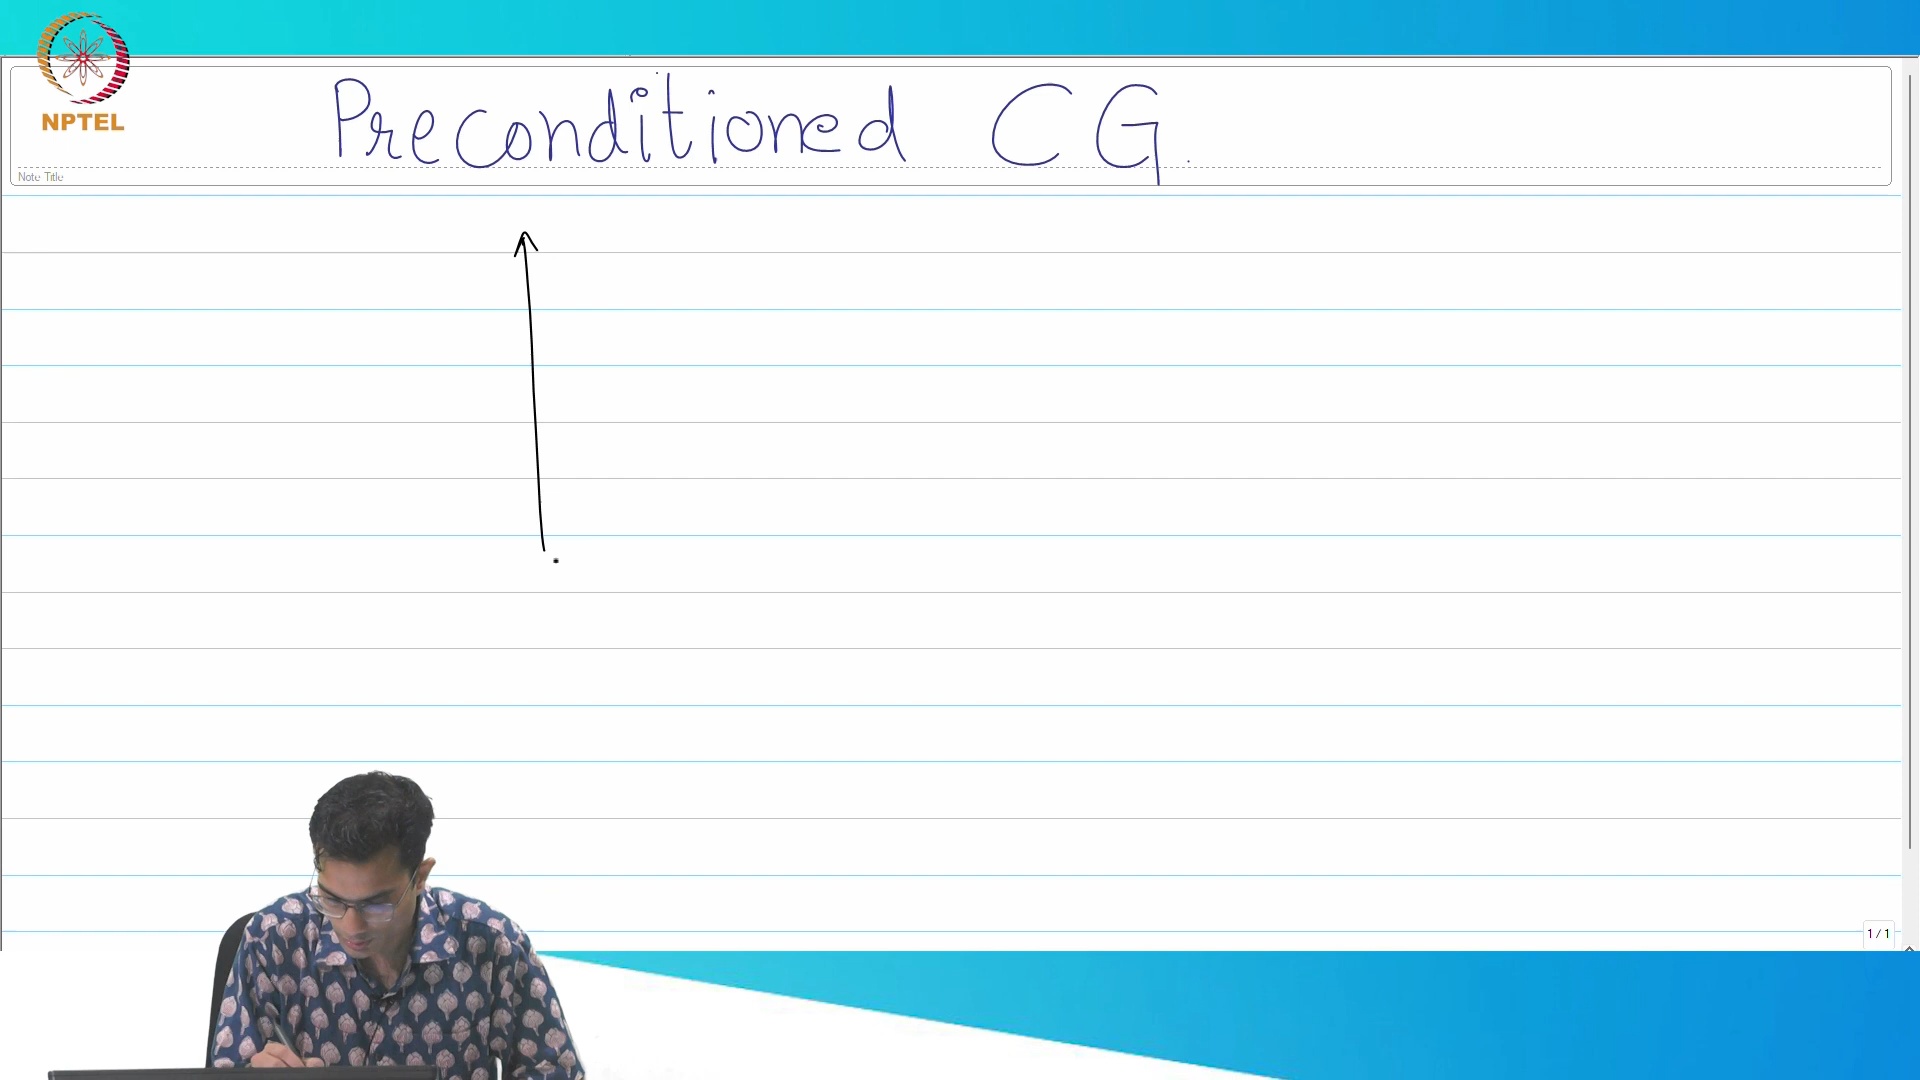 NPTEL
Preconditioned CG
Note Title
1 / 1